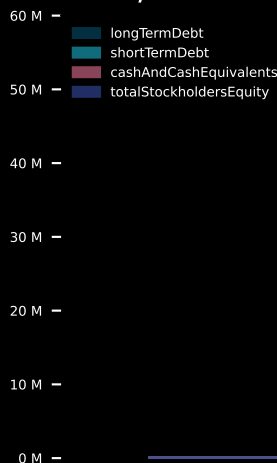 60 M
longTermDebt
shortTermDebt
cashAndCashEquivalents
totalStockholdersEquity
50 M
40 M
30 M
20 M
10 M
0 M